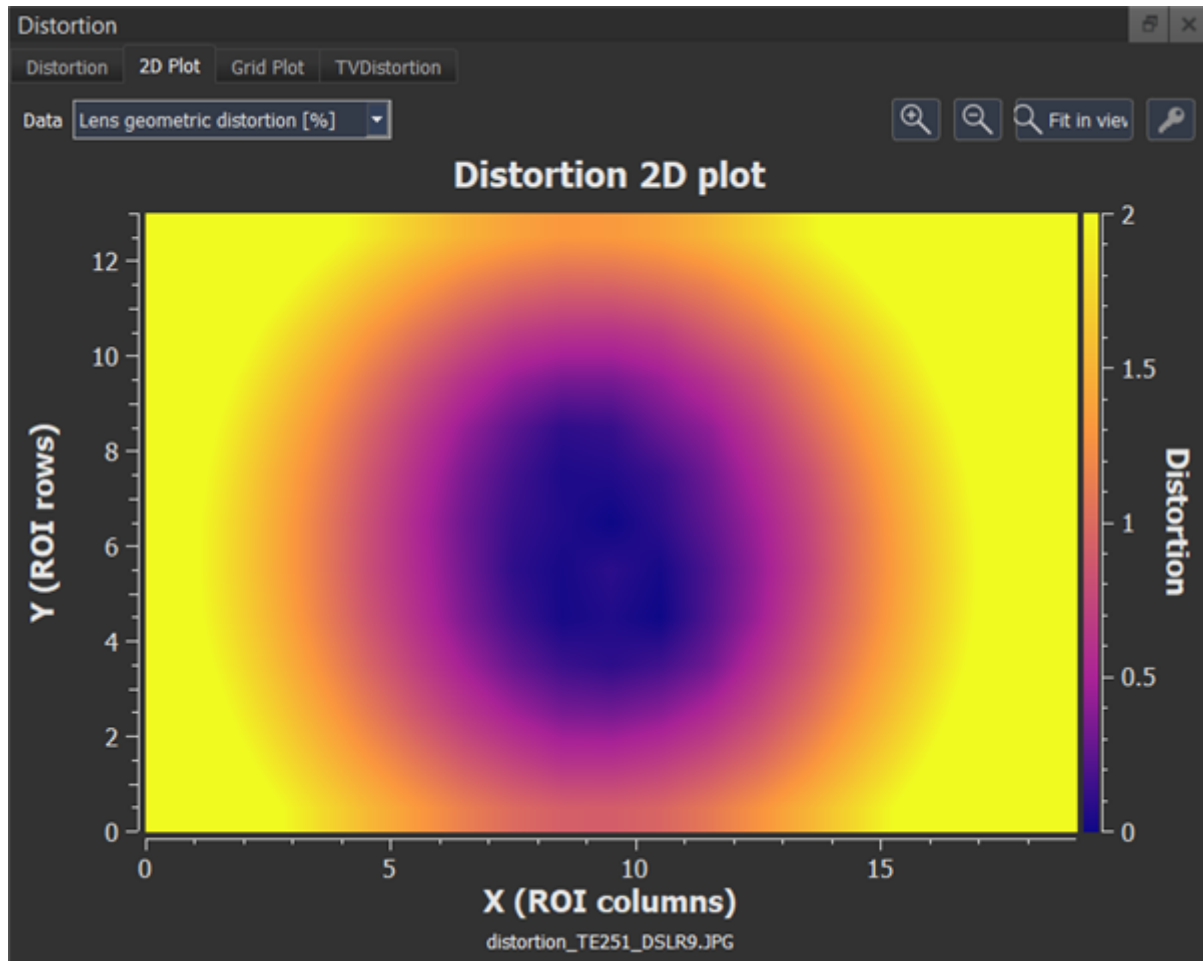 Distortion
Distortion 2D Plot Grid Plot TVDistortion
Data Lens geometric distortion [%] Fit in view
Distortion 2D plot
Y (ROI rows)
12
10
8
6
4
2
0
0 5 10 15
X (ROI columns)
distortion_TE251_DSLR9.JPG
2
1.5
1
0.5
0
Distortion